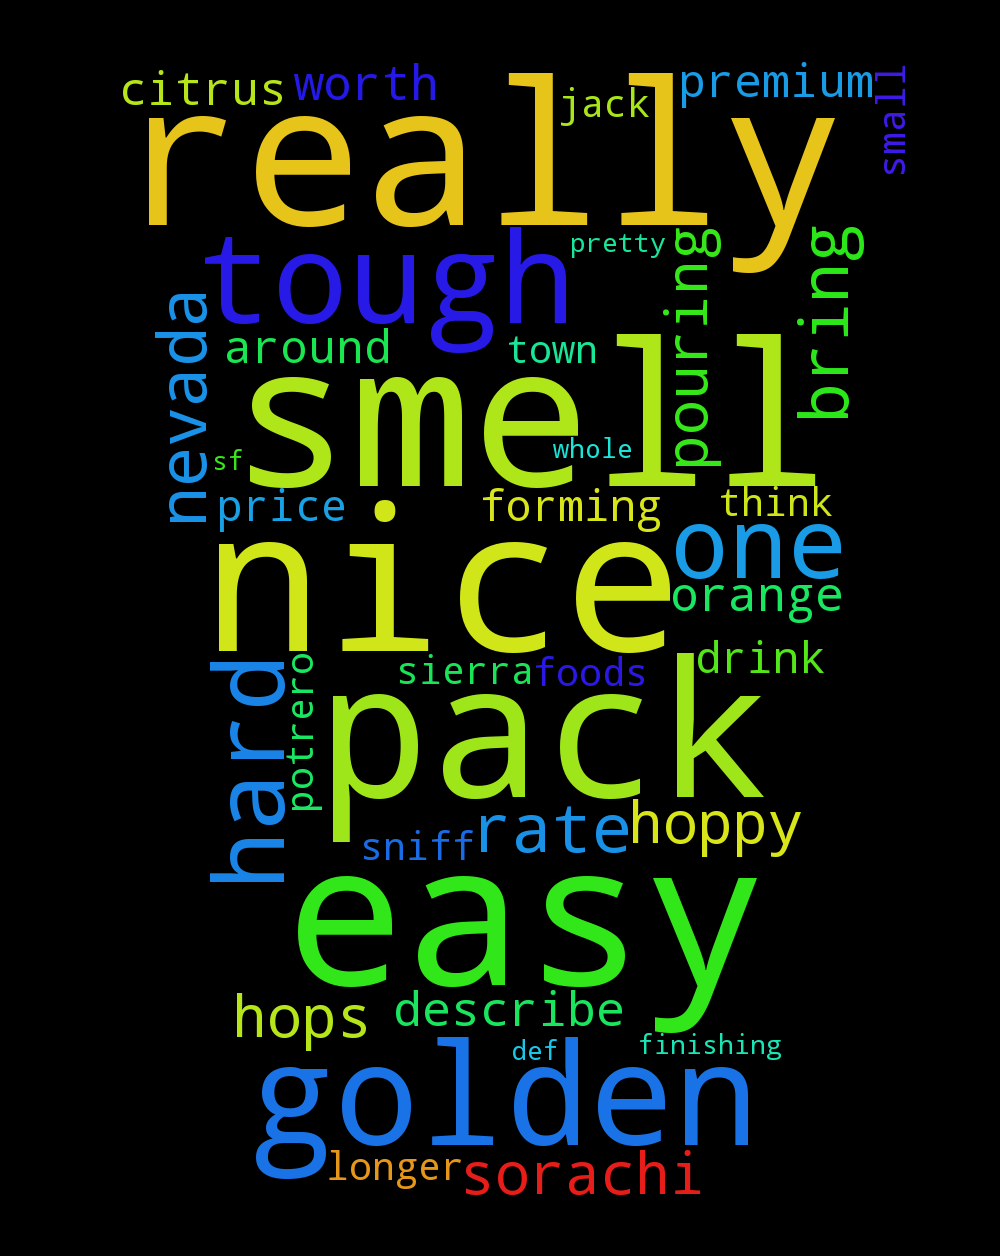 citrus worth jack premium small
really
tough pretty pouring bring
nevada around town
smell
sf whole
price forming think
nice one
orange
hard potrero sierra foods drink
pack
sniff rate hoppy
easy
hops describe
def finishing
golden
longer sorachi